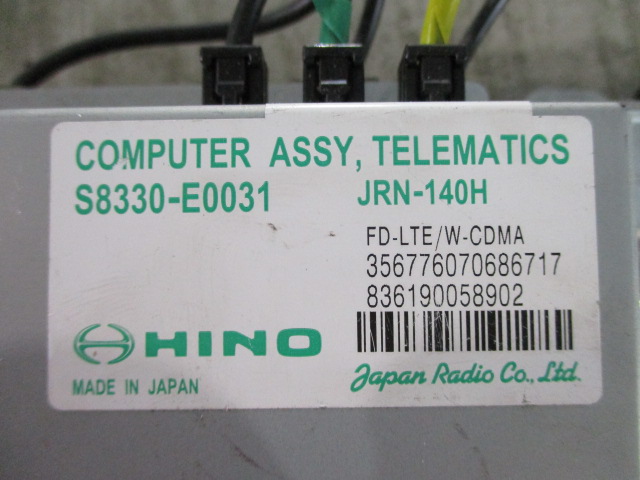 COMPUTER ASSY, TELEMATICS
S8330-E0031 JRN-140H
FD-LTE/W-CDMA
356776070686717
836190058902
HINO
MADE IN JAPAN Japan Radio Co., Ltd.